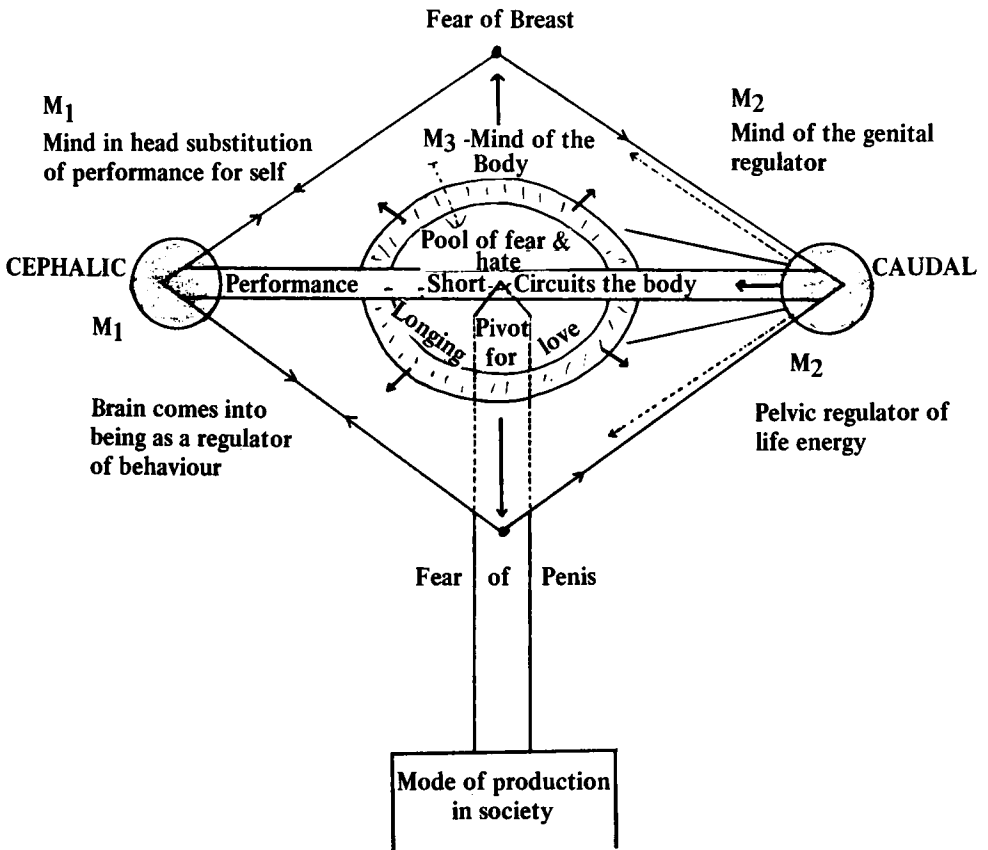 Fear of Breast
M1
Mind in head substitution
of performance for self
M2
Mind of the genital
regulator
M3 -Mind of the
Body
Pool of fear &
hate
CEPHALIC
Performance Short- Circuits the body
CAUDAL
M1
Longing
Pivot
for
love
M2
Brain comes into
being as a regulator
of behaviour
Pelvic regulator of
life energy
Fear of Penis
Mode of production
in society